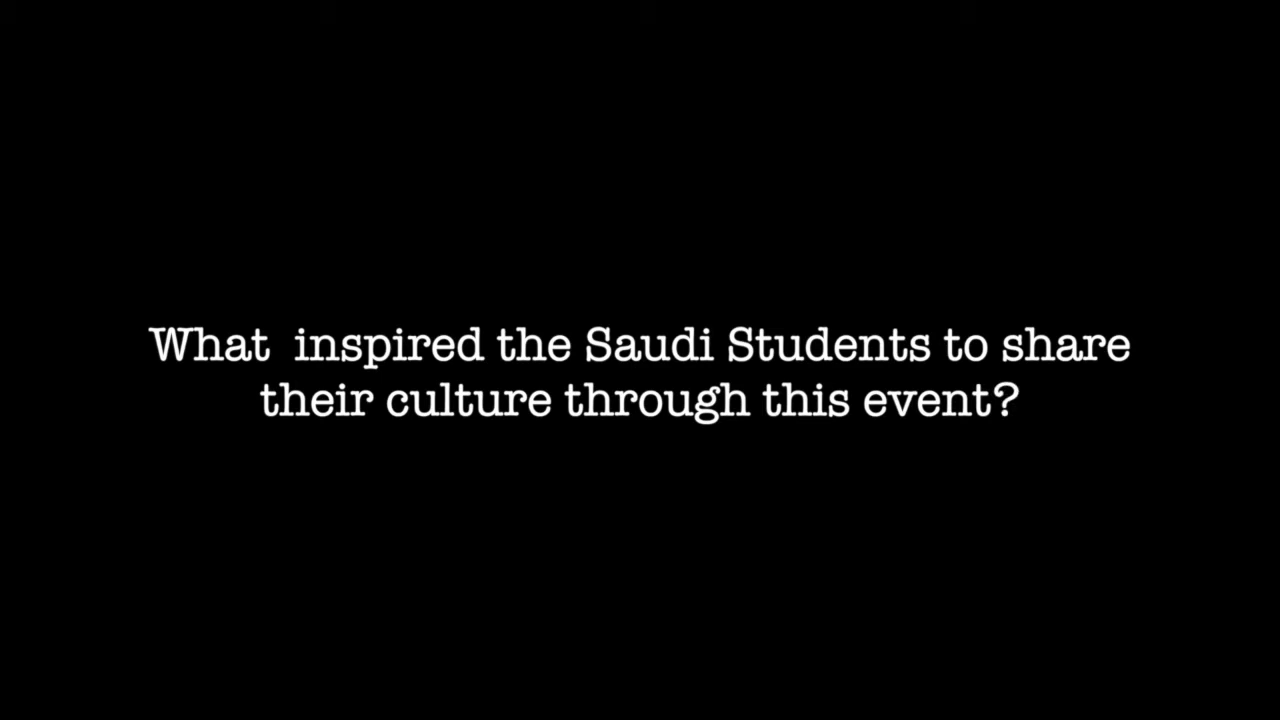 What  inspired the Saudi Students to share
their culture through this event?